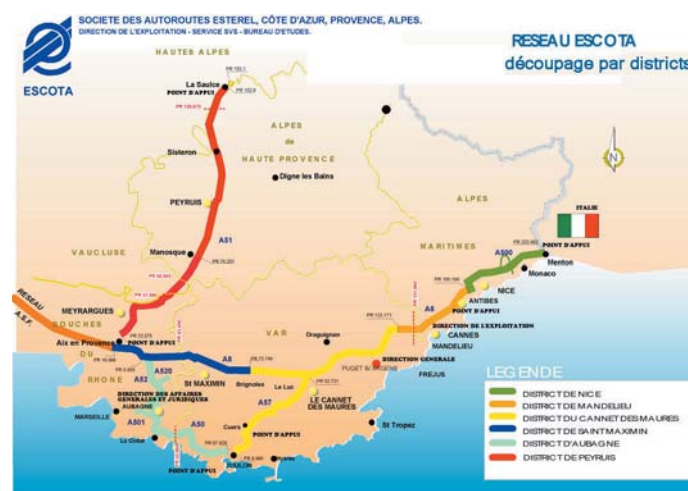 SOCIETE DES AUTOROUTES ESTEREL, CÔTE D'AZUR, PROVENCE, ALPES.
DIRECTION DE L'EXPLOITATION - SERVICE SVS - BUREAU D'ETUDES.
ESCOTA
RESEAU ESCOTA
découpage par districts
HAUTES ALPES
La Saulce
POINT D'APPUI
Sisteron
ALPES
de
HAUTE PROVENCE
Digne les Bains
PEYRUIS
ALPES
MARITIMES
ITALIE
POINT D'APPUI
A500
Menton
Monaco
VAUCLUSE
Manosque
A51
NICE
ANTIBES
POINT D'APPUI
A8
MEYRARGUES
RESEAU
A.S.F.
BOUCHES
DU
RHONE
Aix en Provence
POINT D'APPUI
VAR
Draguignan
DIRECTION DE L'EXPLOITATION
CANNES
MANDELIEU
DIRECTION GENERALE
FREJUS
A8
A520
A52
St MAXIMIN
Brignoles
Le Luc
LE CANNET
DES MAURES
A57
DIRECTION DES AFFAIRES
GENERALES ET JURIDIQUES
AUBAGNE
MARSEILLE
A501
A50
La Ciotat
Cuers
POINT D'APPUI
St Tropez
POINT D'APPUI
TOULON
LEGENDE
DISTRICT DE NICE
DISTRICT DE MANDELIEU
DISTRICT DU CANNET DES MAURES
DISTRICT DE SAINT MAXIMIN
DISTRICT D'AUBAGNE
DISTRICT DE PEYRUIS